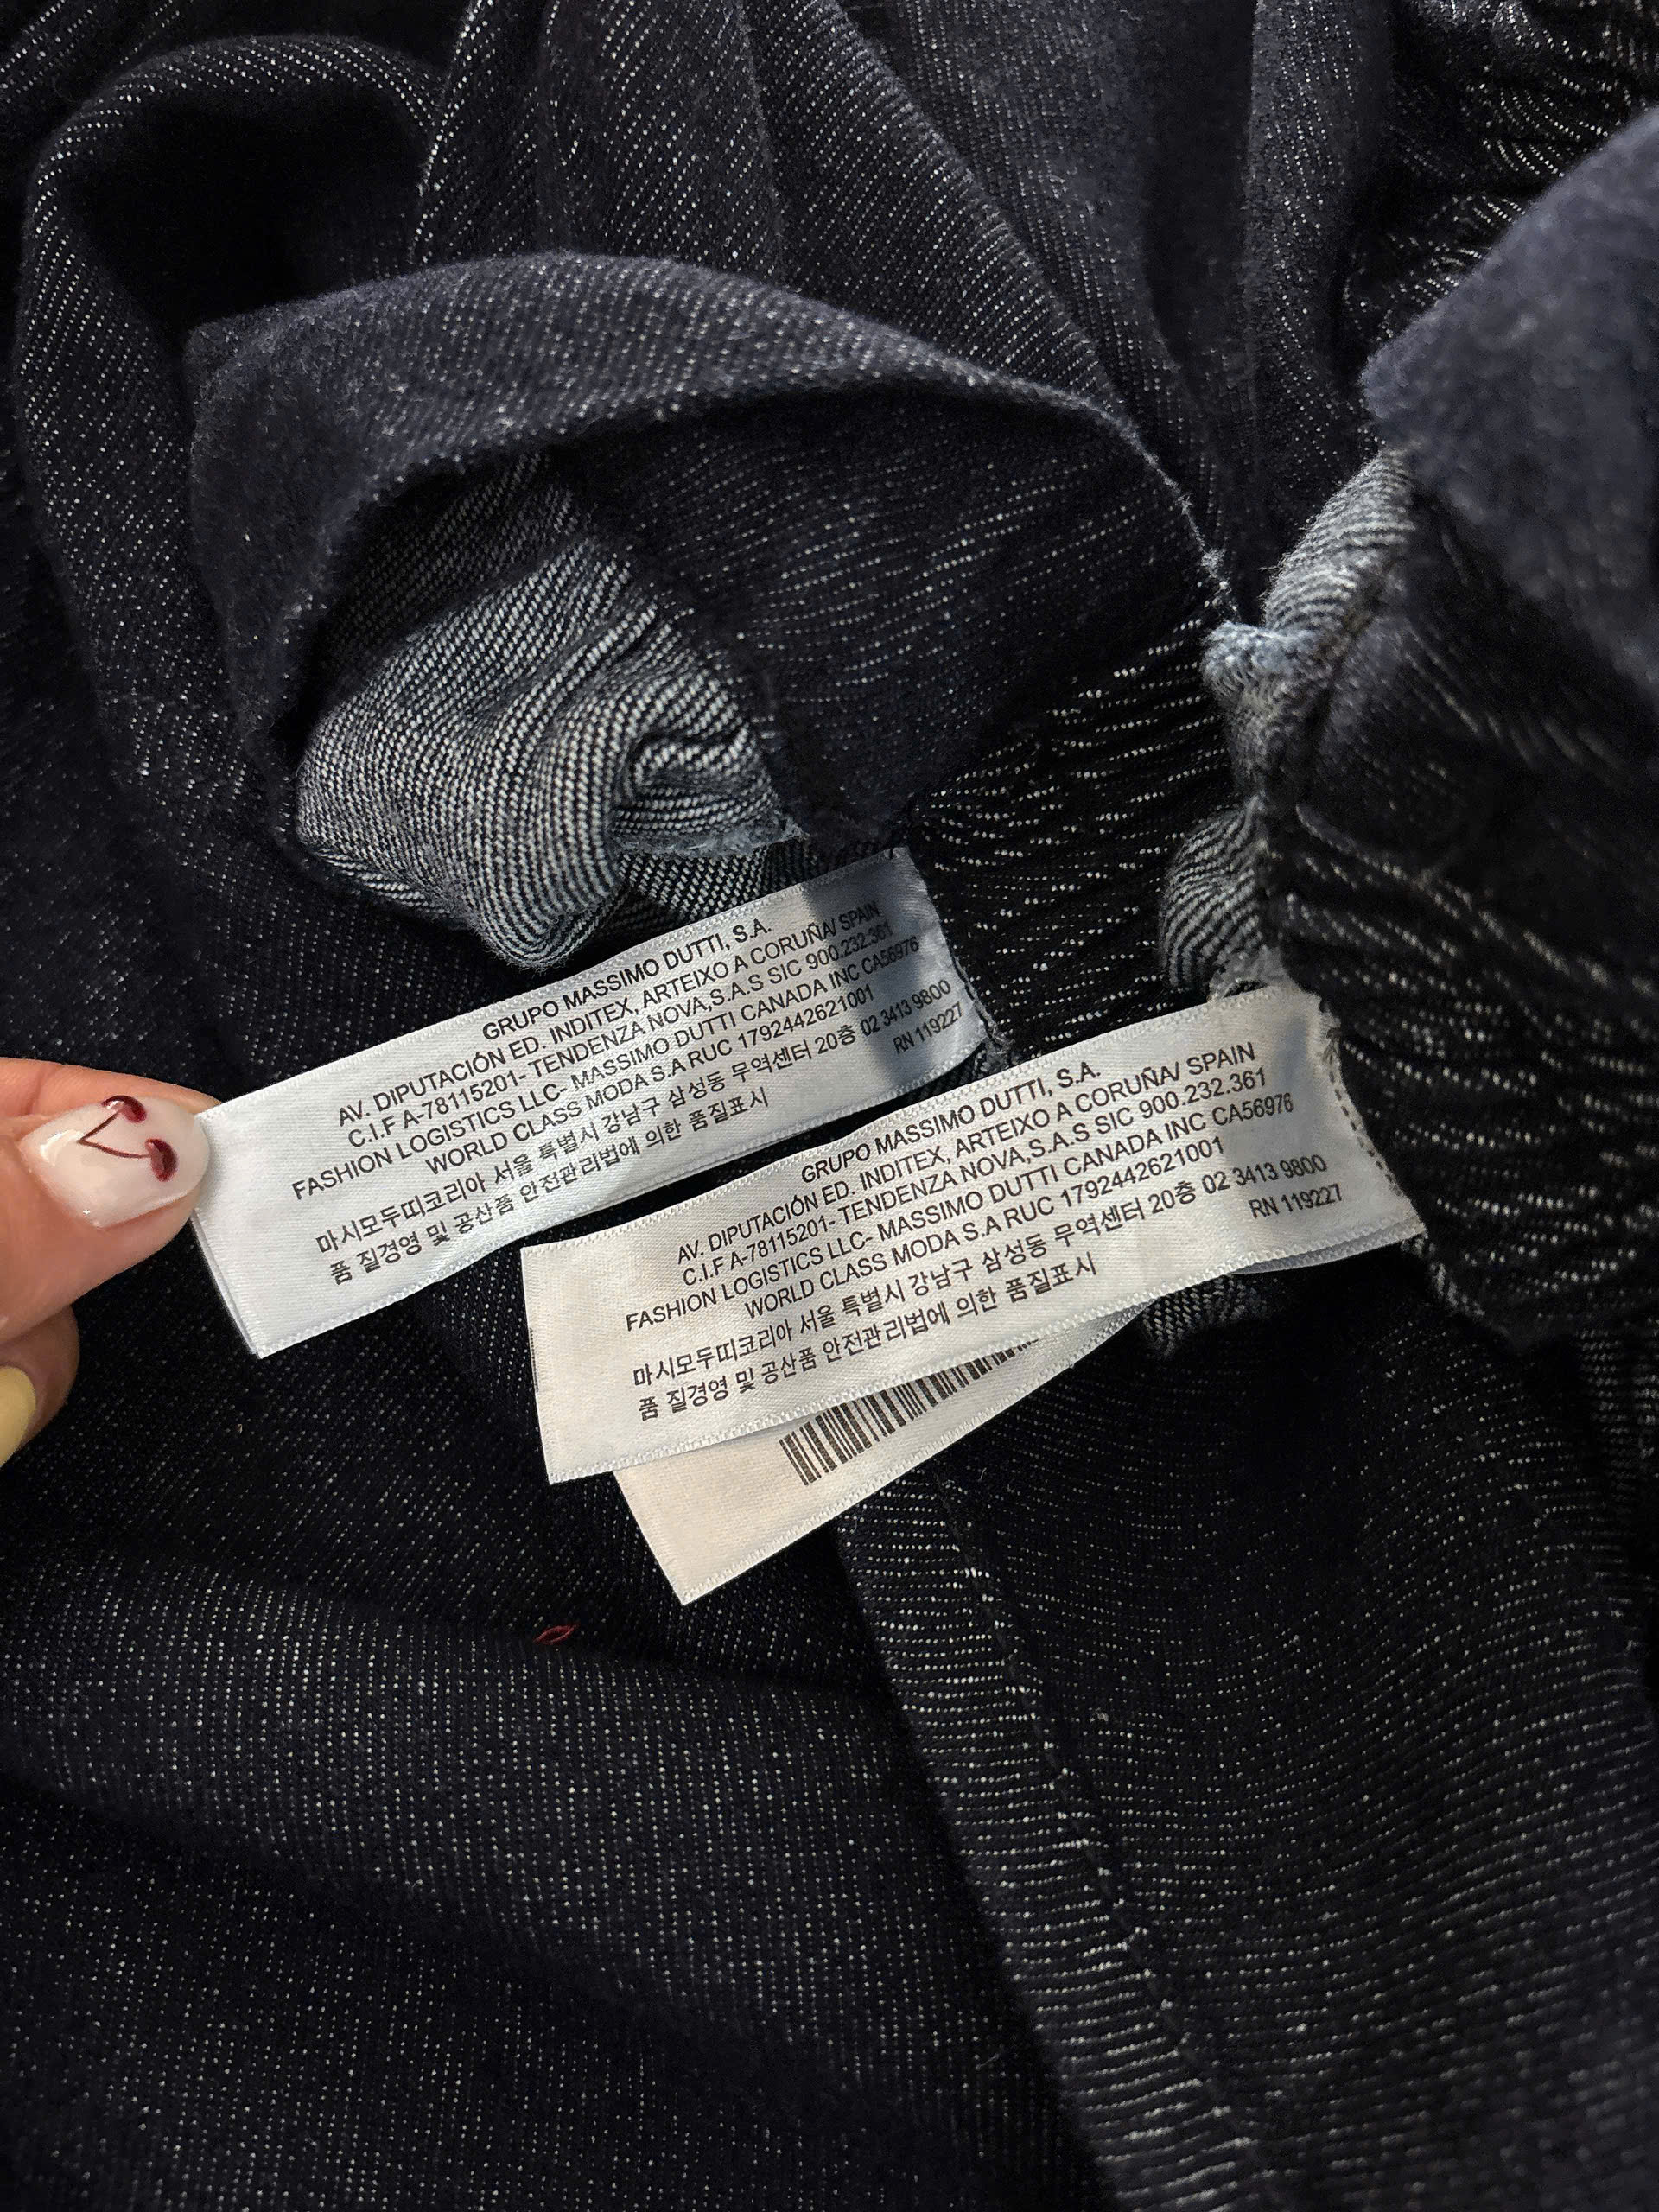 GRUPO MASSIMO DUTTI, S.A.
AV. DIPUTACIÓN ED. INDITEX, ARTEIXO A CORUÑA/ SPAIN
C.I.F A-78115201- TENDENZA NOVA,S.A.S SIC 900.232.361
FASHION LOGISTICS LLC- MASSIMO DUTTI CANADA INC CA56976
WORLD CLASS MODA S.A RUC 1792442621001
마시모두띠코리아 서울 특별시 강남구 삼성동 무역센터 20층 02 3413 9800
품 질경영 및 공산품 안전관리법에 의한 품질표시
RN 119227
GRUPO MASSIMO DUTTI, S.A.
AV. DIPUTACIÓN ED. INDITEX, ARTEIXO A CORUÑA/ SPAIN
C.I.F A-78115201- TENDENZA NOVA,S.A.S SIC 900.232.361
FASHION LOGISTICS LLC- MASSIMO DUTTI CANADA INC CA56976
WORLD CLASS MODA S.A RUC 1792442621001
마시모두띠코리아 서울 특별시 강남구 삼성동 무역센터 20층 02 3413 9800
품 질경영 및 공산품 안전관리법에 의한 품질표시
RN 119227